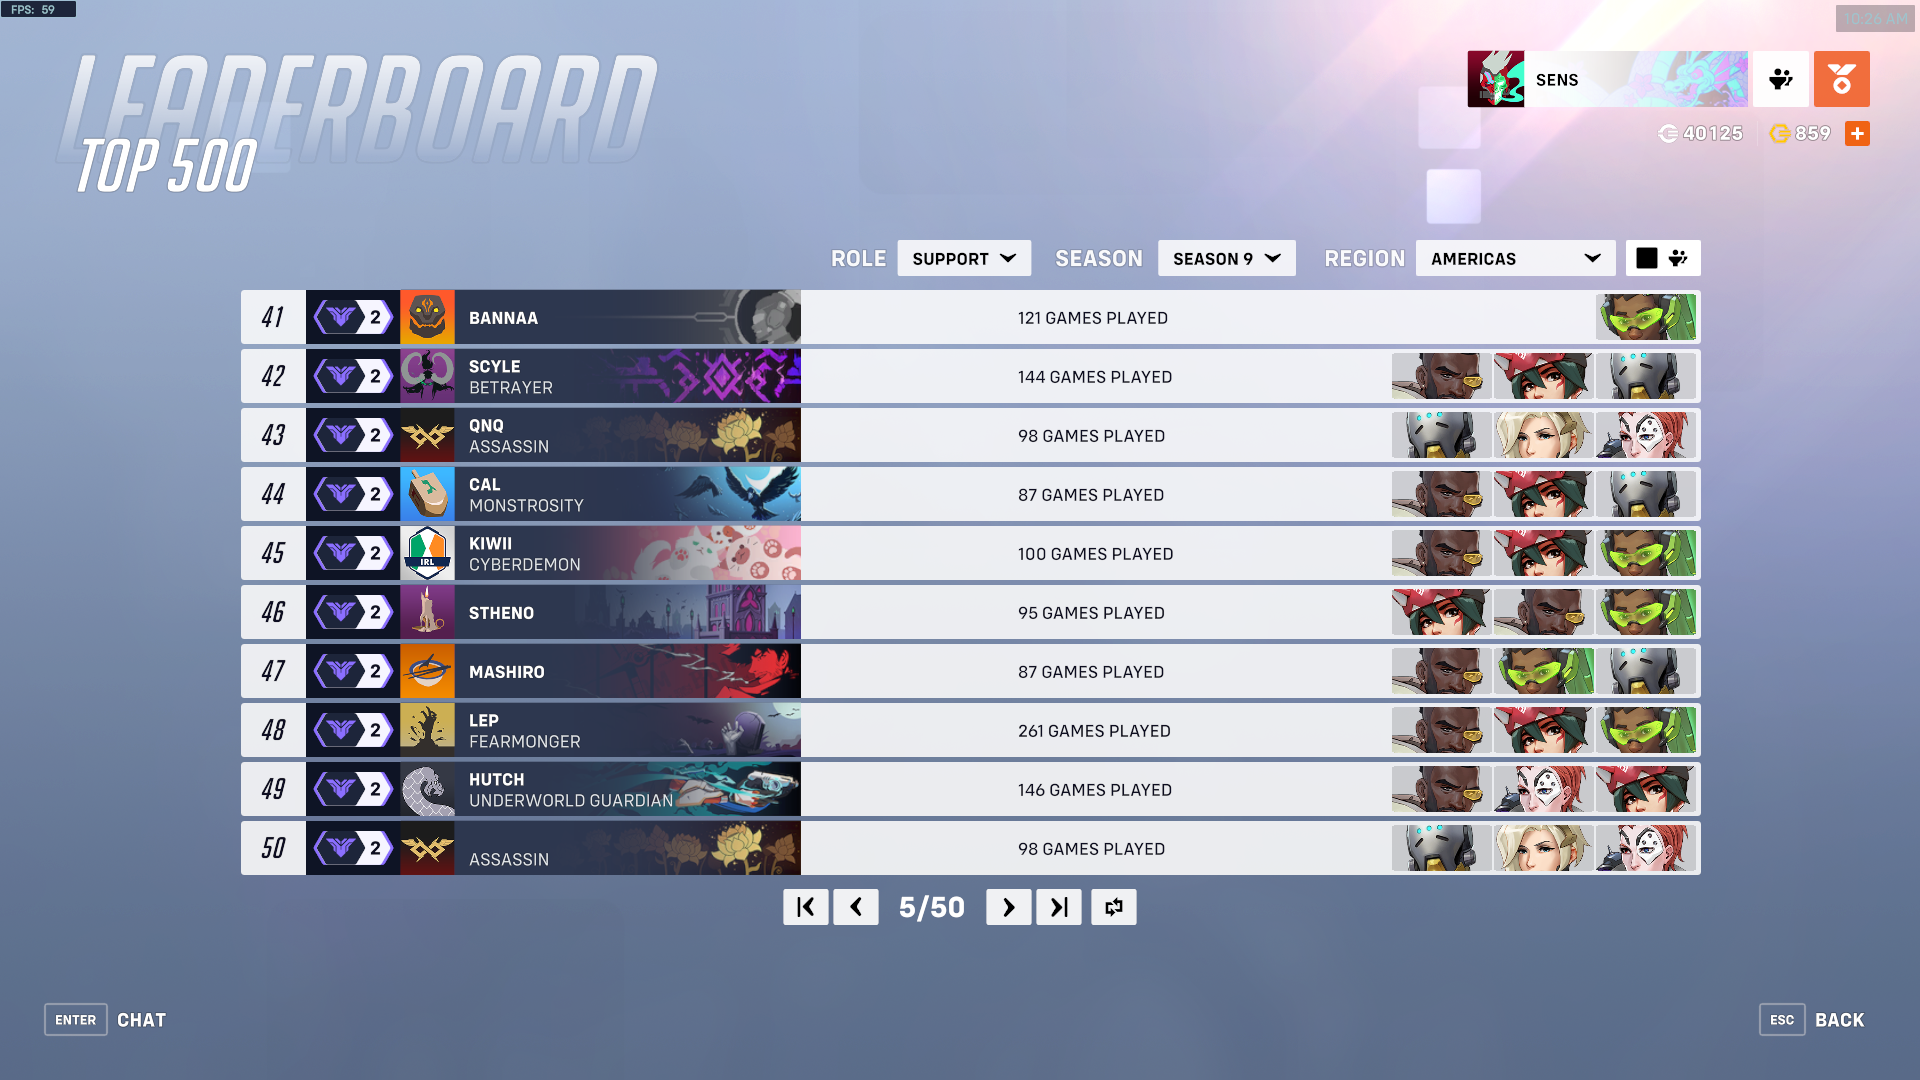 FPS: 59
10:26 AM
LEADERBOARD
TOP 500
SENS
40125
859
ROLE
SUPPORT
SEASON
SEASON 9
REGION
AMERICAS
41
2
BANNAA
121 GAMES PLAYED
42
2
SCYLE
BETRAYER
144 GAMES PLAYED
43
2
QNQ
ASSASSIN
98 GAMES PLAYED
44
2
CAL
MONSTROSITY
87 GAMES PLAYED
45
2
IRL
KIWII
CYBERDEMON
100 GAMES PLAYED
46
2
STHENO
95 GAMES PLAYED
47
2
MASHIRO
87 GAMES PLAYED
48
2
LEP
FEARMONGER
261 GAMES PLAYED
49
2
HUTCH
UNDERWORLD GUARDIAN
146 GAMES PLAYED
50
2
ASSASSIN
98 GAMES PLAYED
5/50
ENTER
CHAT
ESC
BACK